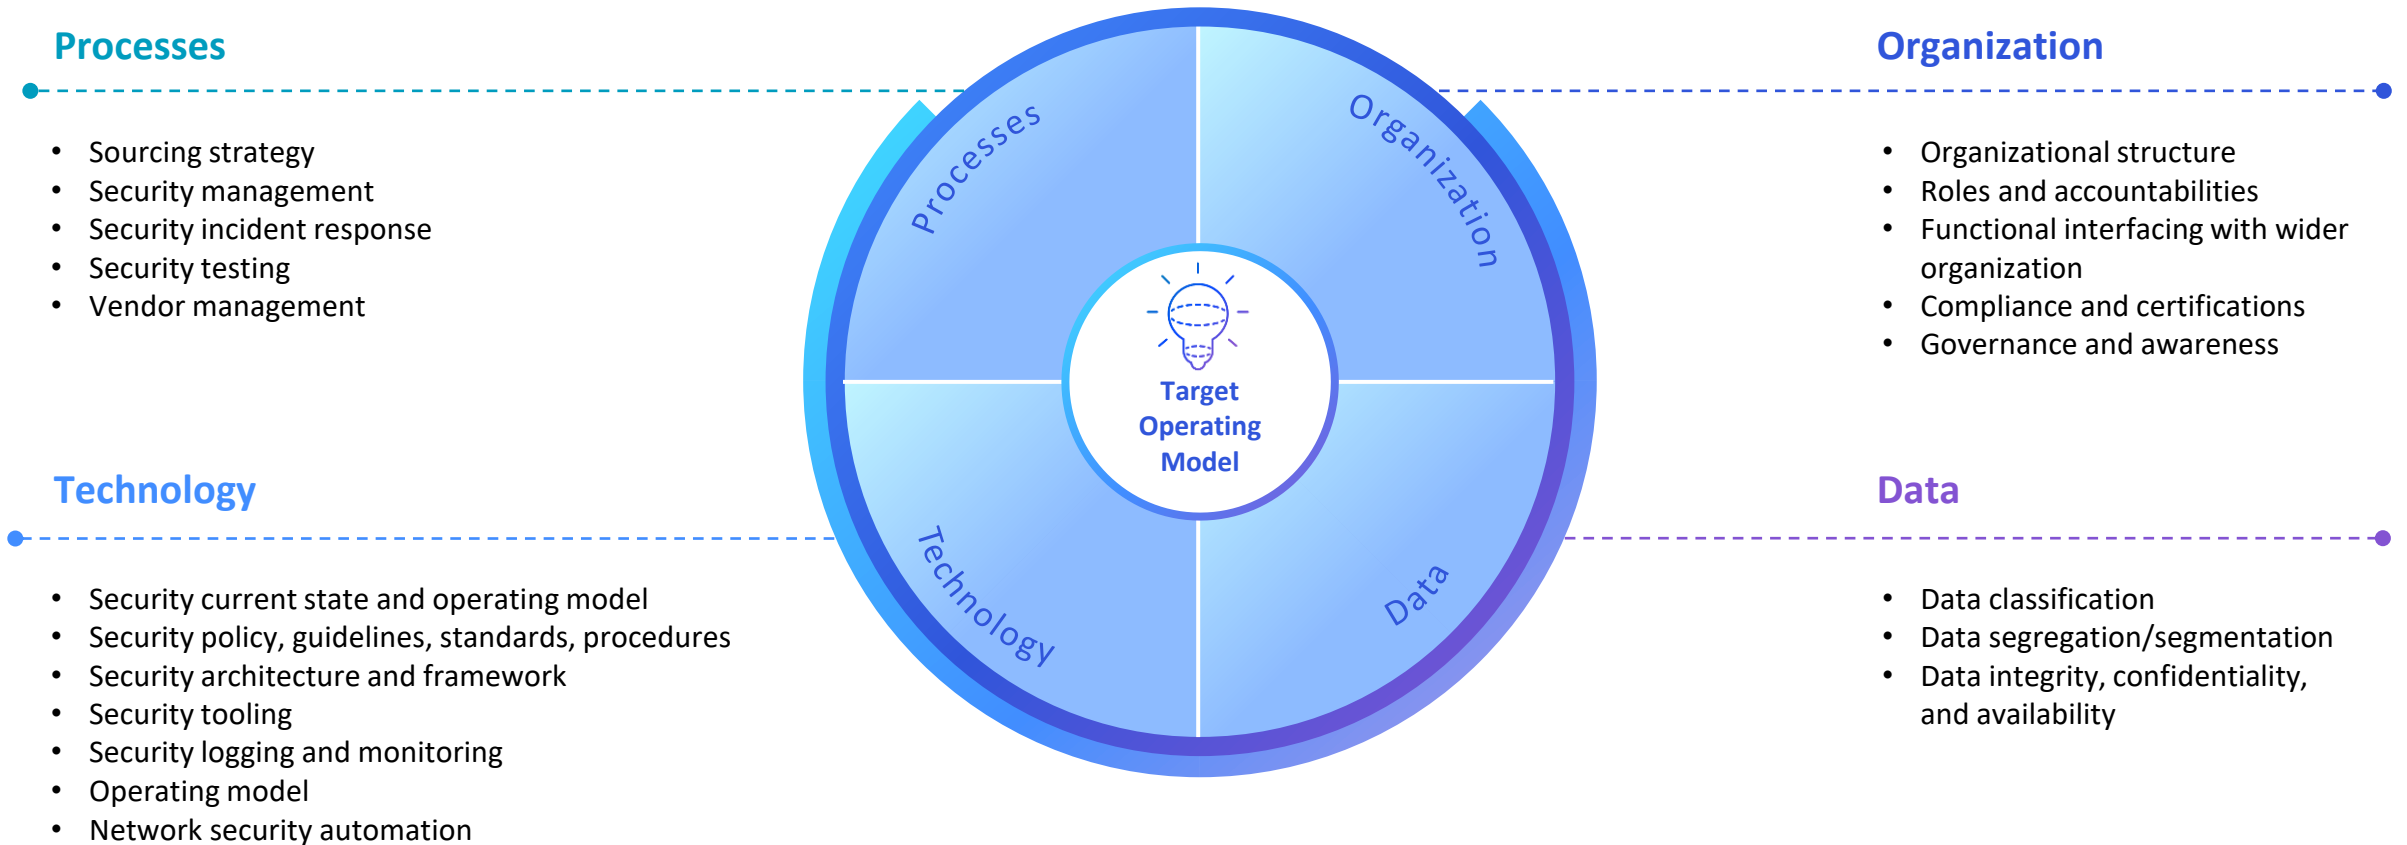 Processes
• Sourcing strategy
• Security management
• Security incident response
• Security testing
• Vendor management
Technology
• Security current state and operating model
• Security policy, guidelines, standards, procedures
• Security architecture and framework
• Security tooling
• Security logging and monitoring
• Operating model
• Network security automation
Processes
Organization
Technology
Data
Target
Operating
Model
Organization
• Organizational structure
• Roles and accountabilities
• Functional interfacing with wider
organization
• Compliance and certifications
• Governance and awareness
Data
• Data classification
• Data segregation/segmentation
• Data integrity, confidentiality,
and availability